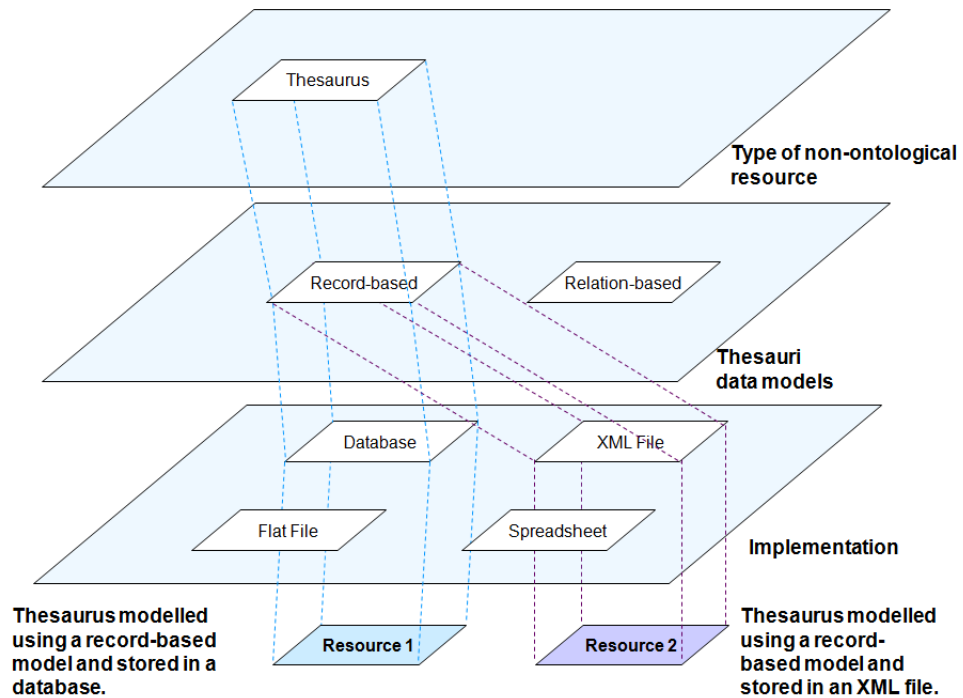 Thesaurus
Type of non-ontological
resource
Record-based
Relation-based
Thesauri
data models
Database
XML File
Flat File
Spreadsheet
Implementation
Thesaurus modelled
using a record-based
model and stored in a
database.
Resource 1
Resource 2
Thesaurus modelled
using a record-
based model and
stored in an XML file.